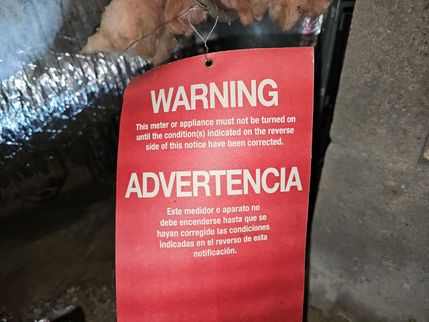 WARNING
This meter or appliance must not be turned on
until the condition(s) indicated on the reverse
side of this notice have been corrected.
ADVERTENCIA
Este medidor o aparato no
debe encenderse hasta que se
hayan corregido las condiciones
indicadas en el reverso de esta
notificación.